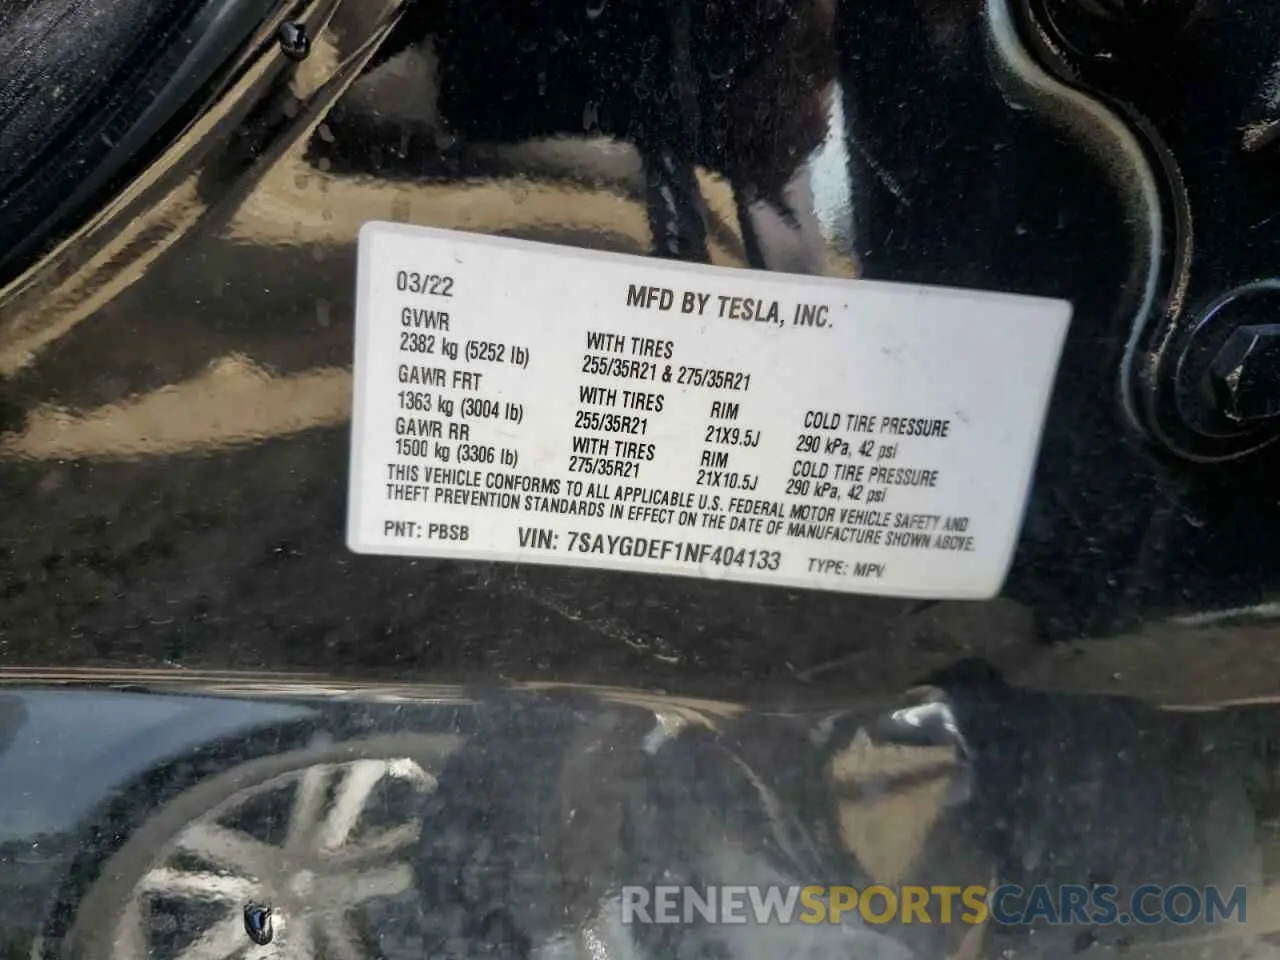 03/22
MFD BY TESLA, INC.
GVWR
2382 kg (5252 lb)
WITH TIRES
255/35R21 & 275/35R21
GAWR FRT
1363 kg (3004 lb)
WITH TIRES
255/35R21
RIM
21X9.5J
COLD TIRE PRESSURE
290 kPa, 42 psi
GAWR RR
1500 kg (3306 lb)
WITH TIRES
275/35R21
RIM
21X10.5J
COLD TIRE PRESSURE
290 kPa, 42 psi
THIS VEHICLE CONFORMS TO ALL APPLICABLE U.S. FEDERAL MOTOR VEHICLE SAFETY AND
THEFT PREVENTION STANDARDS IN EFFECT ON THE DATE OF MANUFACTURE SHOWN ABOVE.
PNT: PBSB VIN: 7SAYGDEF1NF404133 TYPE: MPV
RENEWSPORTSCARS.COM